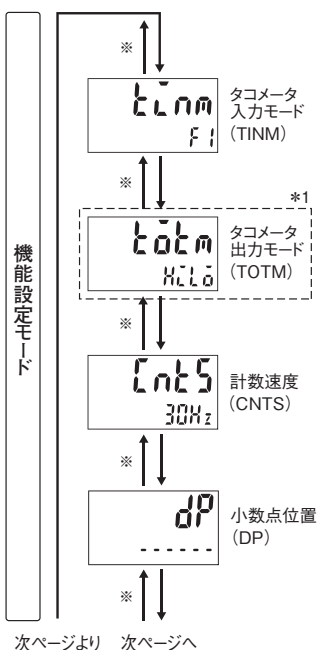 ※
tinm
F1
タコメータ
入力モード
(TINM)
※
*1
totm
HiLo
タコメータ
出力モード
(TOTM)
※
CntS
30Hz
計数速度
(CNTS)
※
dP
------
小数点位置
(DP)
※
機能設定モード
次ページより 次ページへ